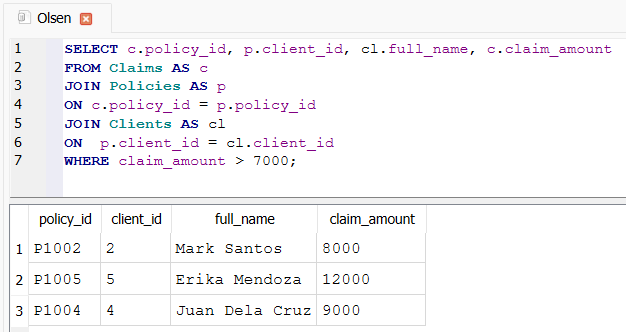 Olsen
1 SELECT c.policy_id, p.client_id, cl.full_name, c.claim_amount
2 FROM Claims AS c
3 JOIN Policies AS p
4 ON c.policy_id = p.policy_id
5 JOIN Clients AS cl
6 ON  p.client_id = cl.client_id
7 WHERE claim_amount > 7000;
policy_id client_id full_name claim_amount
1 P1002 2 Mark Santos 8000
2 P1005 5 Erika Mendoza 12000
3 P1004 4 Juan Dela Cruz 9000